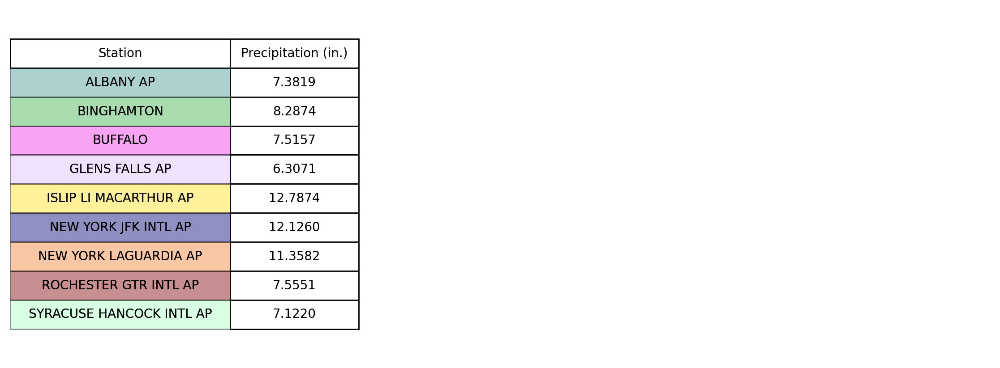 Station Precipitation (in.)
ALBANY AP 7.3819
BINGHAMTON 8.2874
BUFFALO 7.5157
GLENS FALLS AP 6.3071
ISLIP LI MACARTHUR AP 12.7874
NEW YORK JFK INTL AP 12.1260
NEW YORK LAGUARDIA AP 11.3582
ROCHESTER GTR INTL AP 7.5551
SYRACUSE HANCOCK INTL AP 7.1220